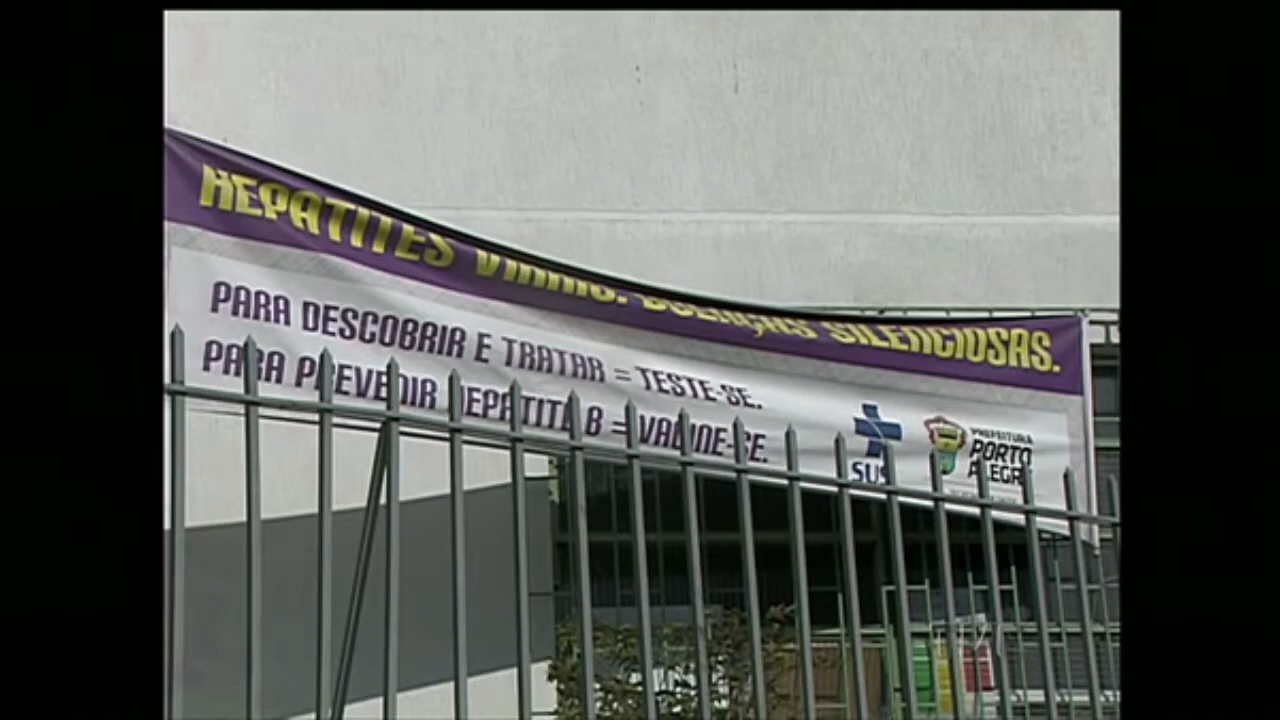 HEPATITES VIRAIS. DOENÇAS SILENCIOSAS.
PARA DESCOBRIR E TRATAR = TESTE-SE.
PARA PREVENIR HEPATITE B = VACINE-SE.
SUS
PREFEITURA
PORTO
ALEGRE